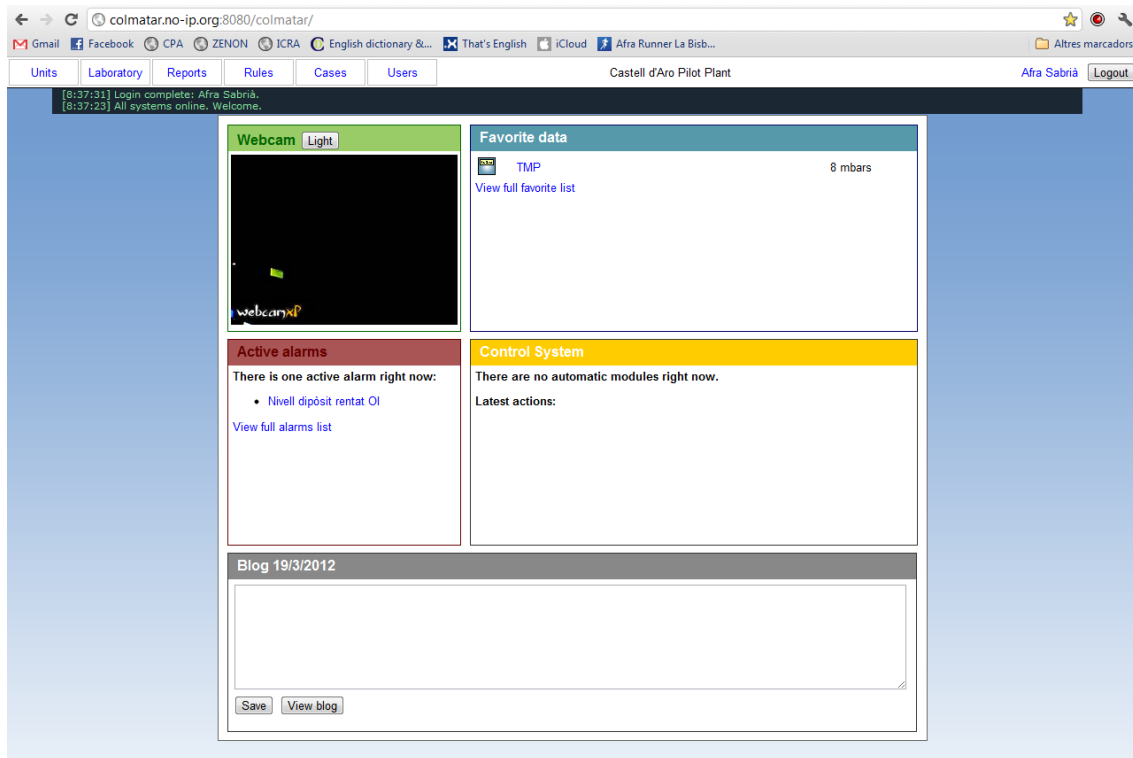 colmatar.no-ip.org:8080/colmatar/
Gmail Facebook CPA ZENON ICRA English dictionary &... That's English iCloud Afra Runner La Bisb... Altres marcadors
Units Laboratory Reports Rules Cases Users Castell d'Aro Pilot Plant Afra Sabrià Logout
[8:37:31] Login complete: Afra Sabrià.
[8:37:23] All systems online. Welcome.
Webcam Light
webcamXP
Favorite data
TMP 8 mbars
View full favorite list
Active alarms
There is one active alarm right now:
• Nivell dipósit rentat OI
View full alarms list
Control System
There are no automatic modules right now.
Latest actions:
Blog 19/3/2012
Save View blog